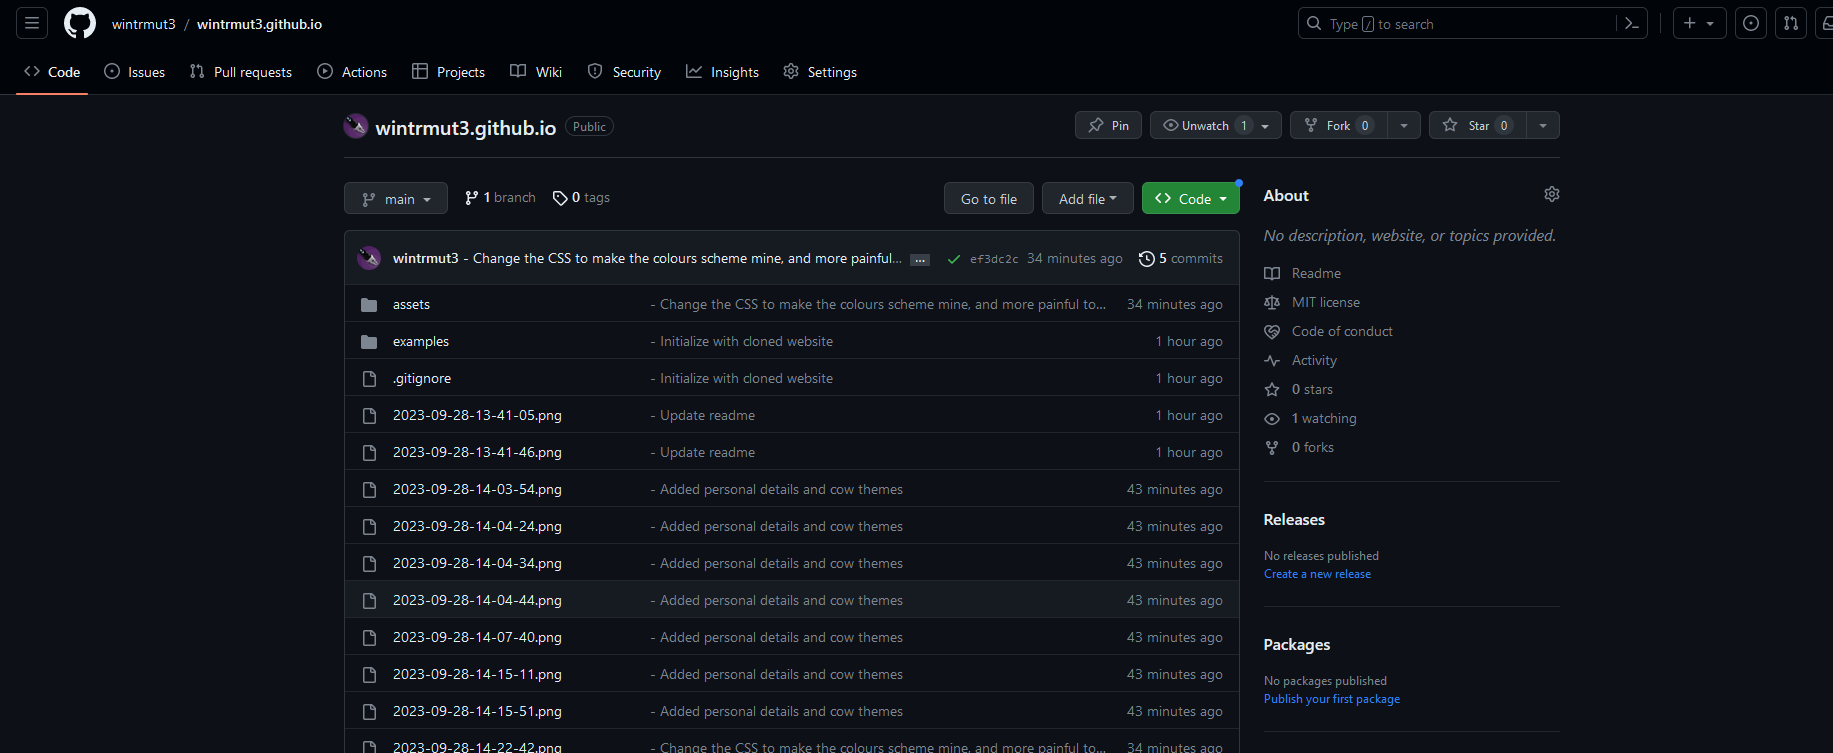 wintrmut3 / wintrmut3.github.io
Type / to search
Code Issues Pull requests Actions Projects Wiki Security Insights Settings
wintrmut3.github.io Public
Pin Unwatch 1 Fork 0 Star 0
main 1 branch 0 tags Go to file Add file Code
wintrmut3 - Change the CSS to make the colours scheme mine, and more painful… ... ef3dc2c 34 minutes ago 5 commits
assets - Change the CSS to make the colours scheme mine, and more painful to… 34 minutes ago
examples - Initialize with cloned website 1 hour ago
.gitignore - Initialize with cloned website 1 hour ago
2023-09-28-13-41-05.png - Update readme 1 hour ago
2023-09-28-13-41-46.png - Update readme 1 hour ago
2023-09-28-14-03-54.png - Added personal details and cow themes 43 minutes ago
2023-09-28-14-04-24.png - Added personal details and cow themes 43 minutes ago
2023-09-28-14-04-34.png - Added personal details and cow themes 43 minutes ago
2023-09-28-14-04-44.png - Added personal details and cow themes 43 minutes ago
2023-09-28-14-07-40.png - Added personal details and cow themes 43 minutes ago
2023-09-28-14-15-11.png - Added personal details and cow themes 43 minutes ago
2023-09-28-14-15-51.png - Added personal details and cow themes 43 minutes ago
2023-09-28-14-22-42.png - Change the CSS to make the colours scheme mine, and more painful to… 34 minutes ago
About
No description, website, or topics provided.
Readme
MIT license
Code of conduct
Activity
0 stars
1 watching
0 forks
Releases
No releases published
Create a new release
Packages
No packages published
Publish your first package